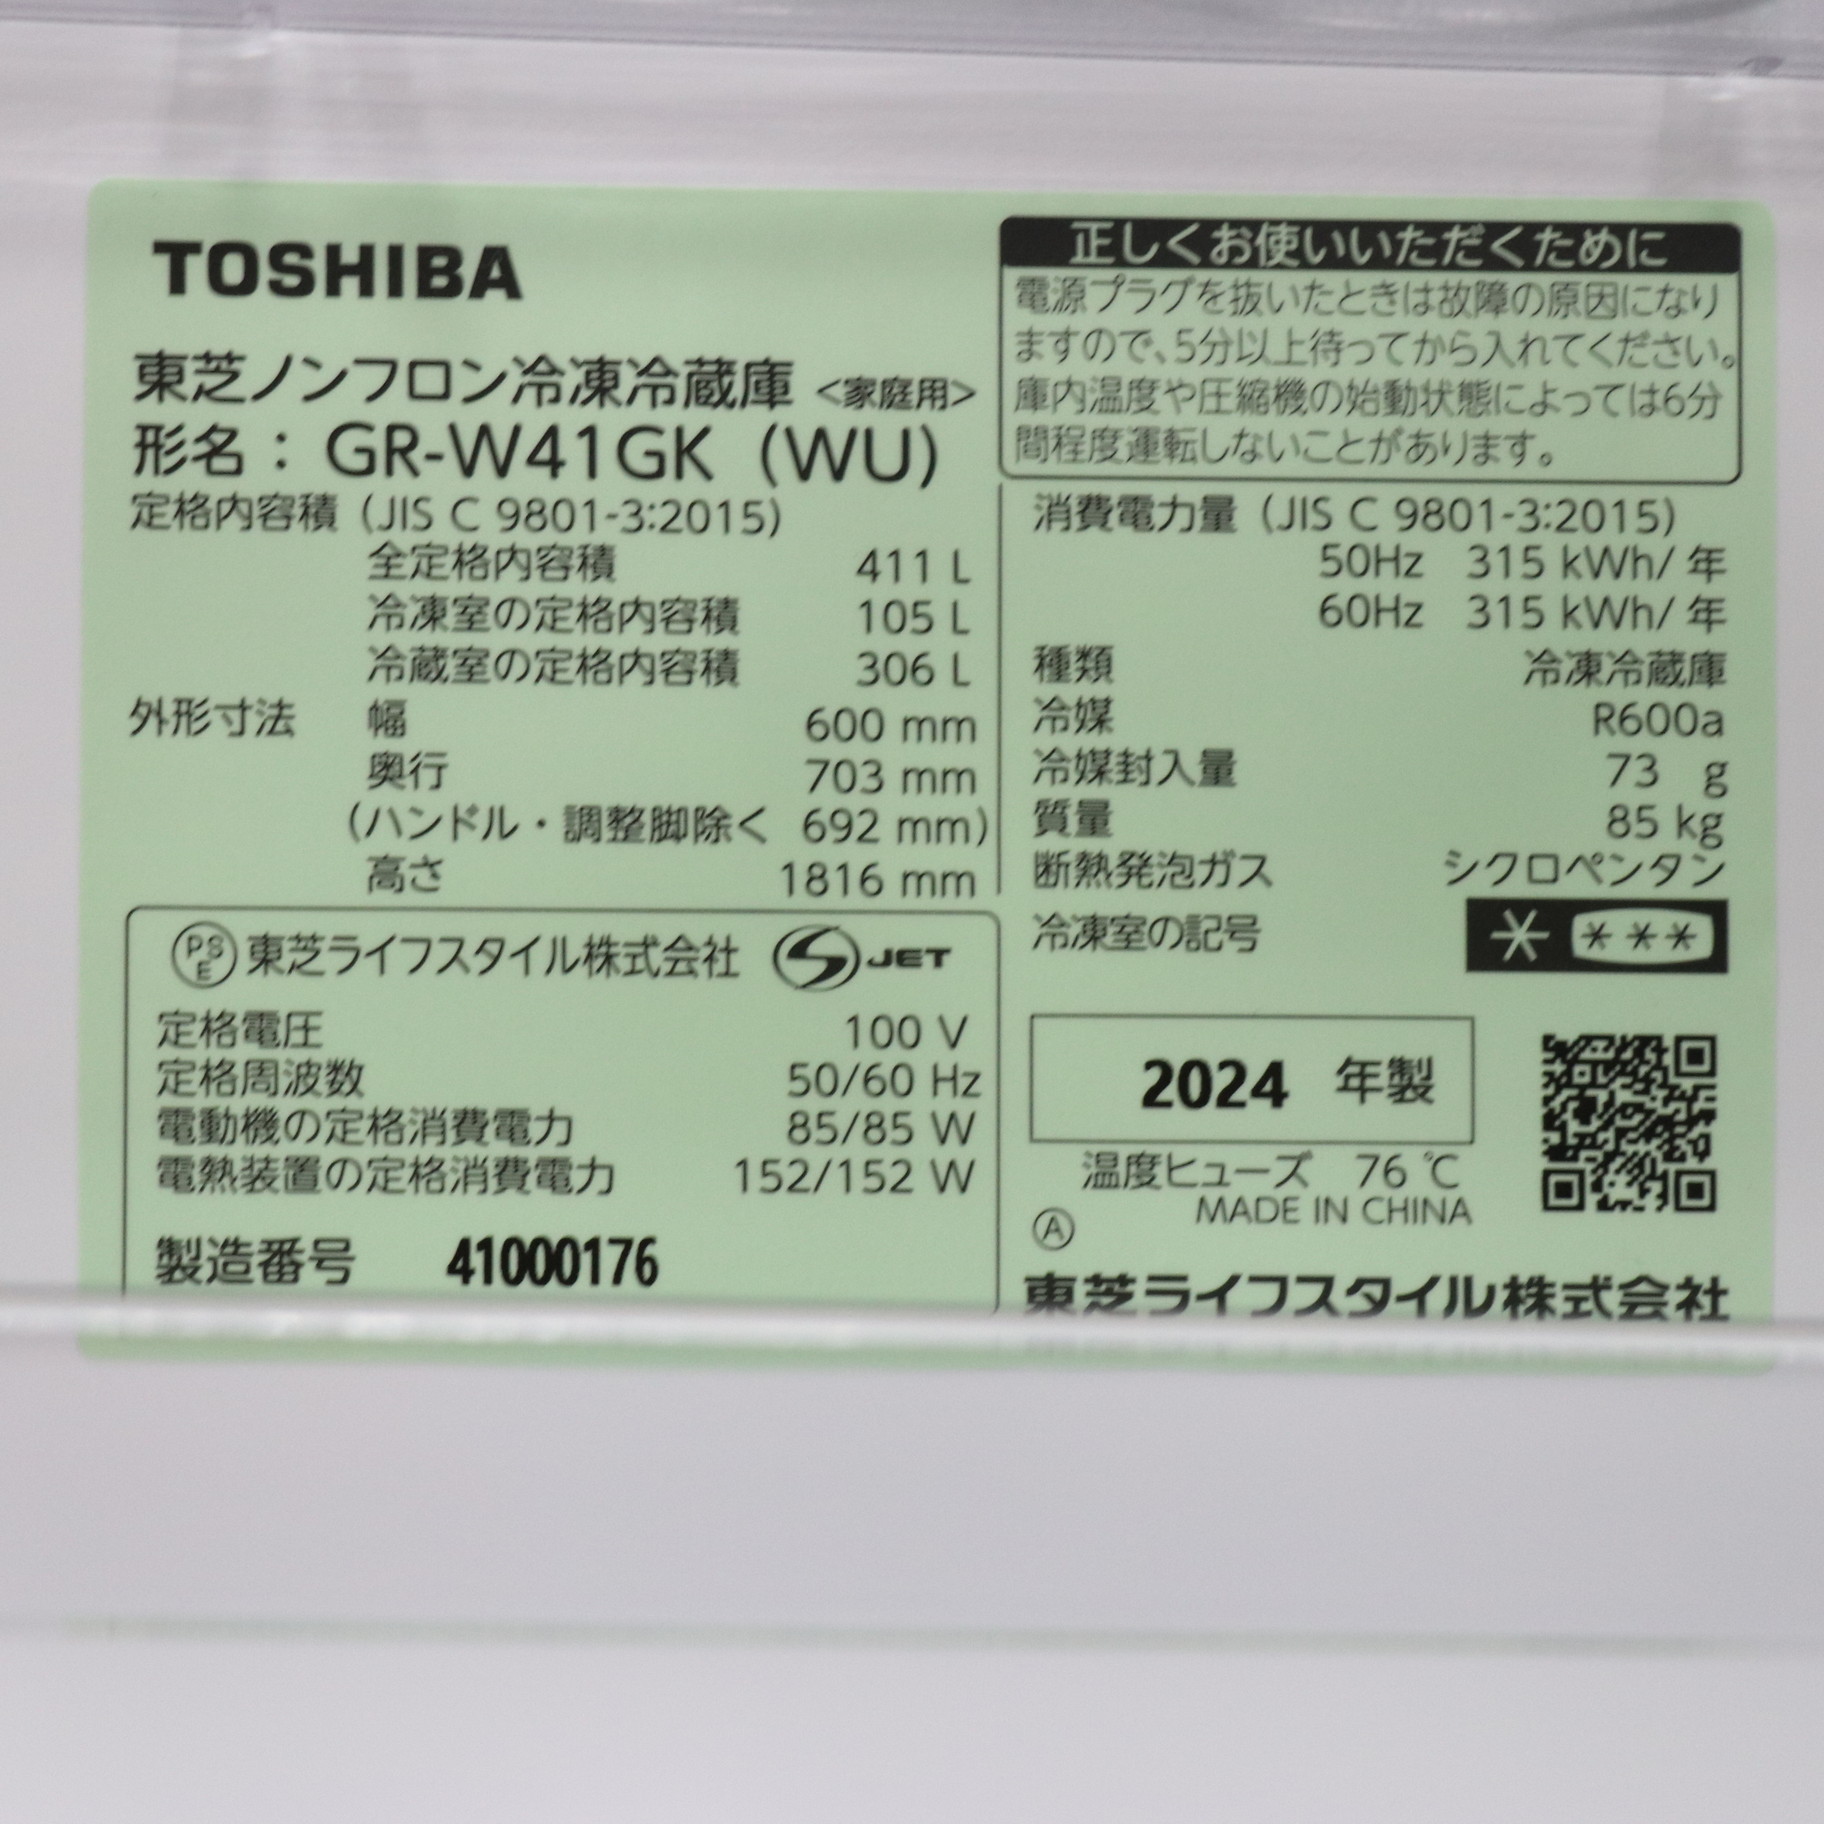 TOSHIBA
東芝ノンフロン冷凍冷蔵庫 <家庭用>
形名：GR-W41GK (WU)
定格内容積 (JIS C 9801-3:2015)
全定格内容積 411 L
冷凍室の定格内容積 105 L
冷蔵室の定格内容積 306 L
外形寸法 幅 600 mm
奥行 703 mm
(ハンドル・調整脚除く 692 mm)
高さ 1816 mm
PSE 東芝ライフスタイル株式会社 S JET
定格電圧 100 V
定格周波数 50/60 Hz
電動機の定格消費電力 85/85 W
電熱装置の定格消費電力 152/152 W
製造番号 41000176
正しくお使いいただくために
電源プラグを抜いたときは故障の原因になり
ますので、5分以上待ってから入れてください。
庫内温度や圧縮機の始動状態によっては6分
間程度運転しないことがあります。
消費電力量 (JIS C 9801-3:2015)
50Hz 315 kWh/年
60Hz 315 kWh/年
種類 冷凍冷蔵庫
冷媒 R600a
冷媒封入量 73 g
質量 85 kg
断熱発泡ガス シクロペンタン
冷凍室の記号 * ***
2024 年製
温度ヒューズ 76 ℃
MADE IN CHINA
Ⓐ
東芝ライフスタイル株式会社